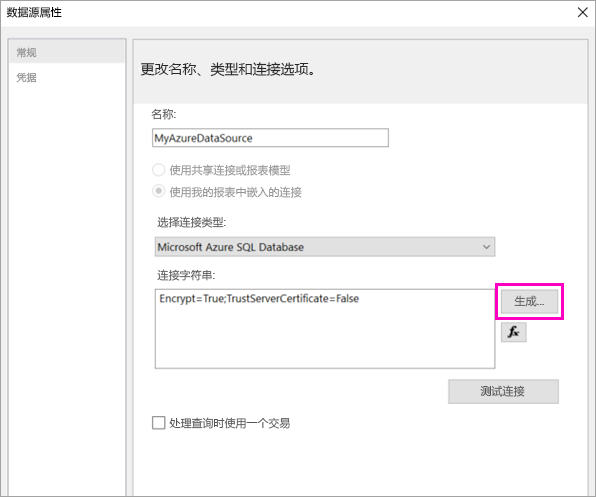 数据源属性
常规
凭据
更改名称、类型和连接选项。
名称:
MyAzureDataSource
使用共享连接或报表模型
使用我的报表中嵌入的连接
选择连接类型:
Microsoft Azure SQL Database
连接字符串:
Encrypt=True;TrustServerCertificate=False
生成...
fx
测试连接
处理查询时使用一个交易